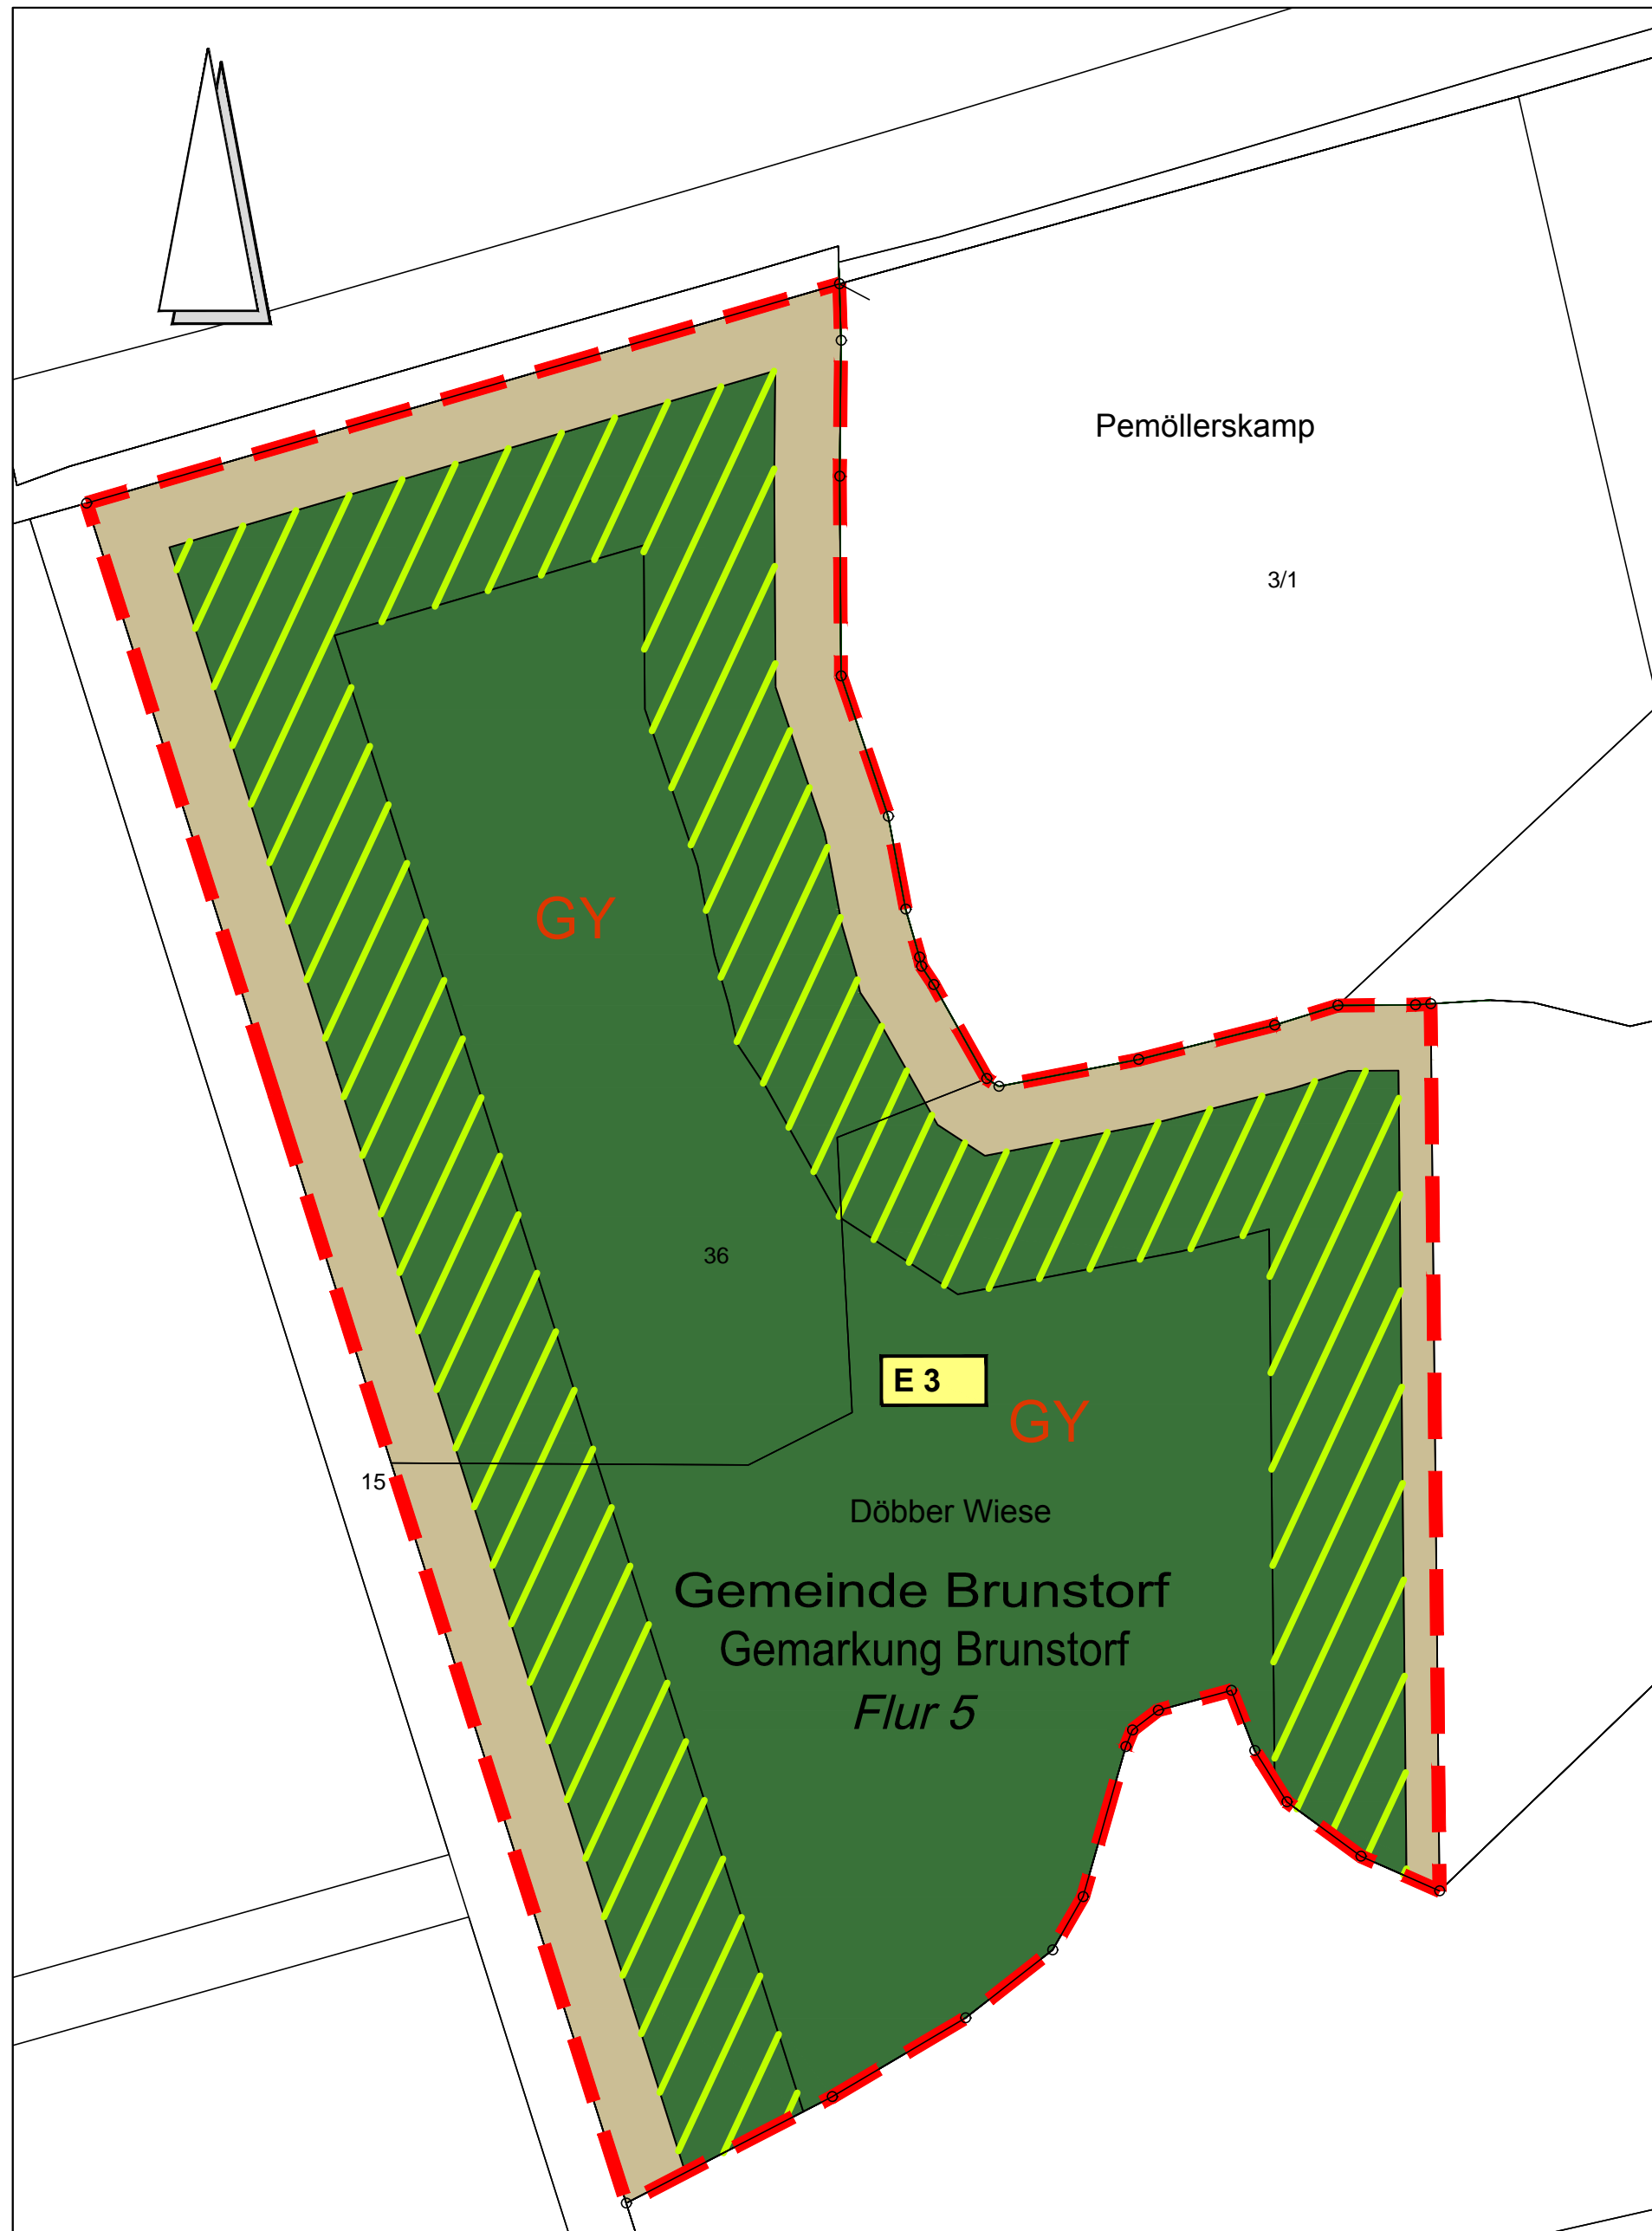 Pemöllerskamp
3/1
GY
36
E 3
GY
15
Döbber Wiese
Gemeinde Brunstorf
Gemarkung Brunstorf
Flur 5